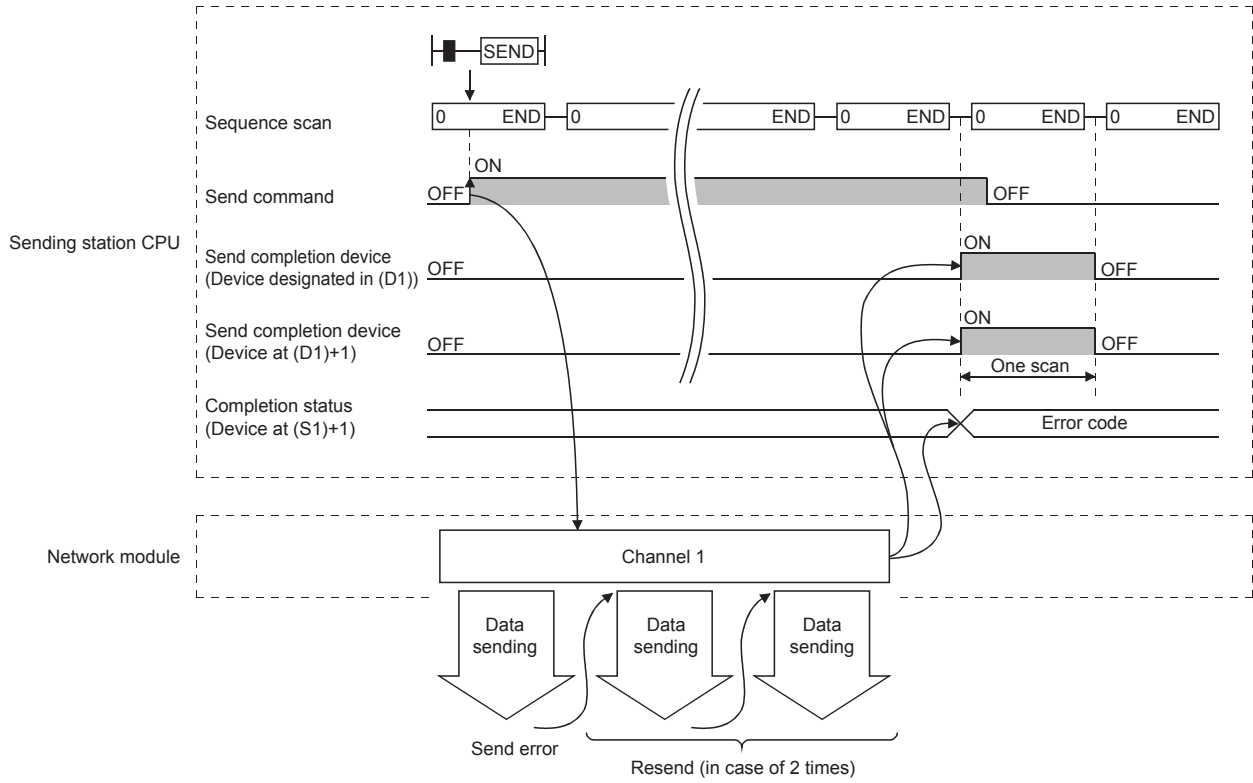 SEND
Sequence scan
0 END 0 END 0 END 0 END 0 END
ON
Send command
OFF
OFF
Sending station CPU
Send completion device
(Device designated in (D1))
OFF
ON
OFF
Send completion device
(Device at (D1)+1)
OFF
ON
OFF
One scan
Completion status
(Device at (S1)+1)
Error code
Network module
Channel 1
Data
sending
Data
sending
Data
sending
Send error
Resend (in case of 2 times)